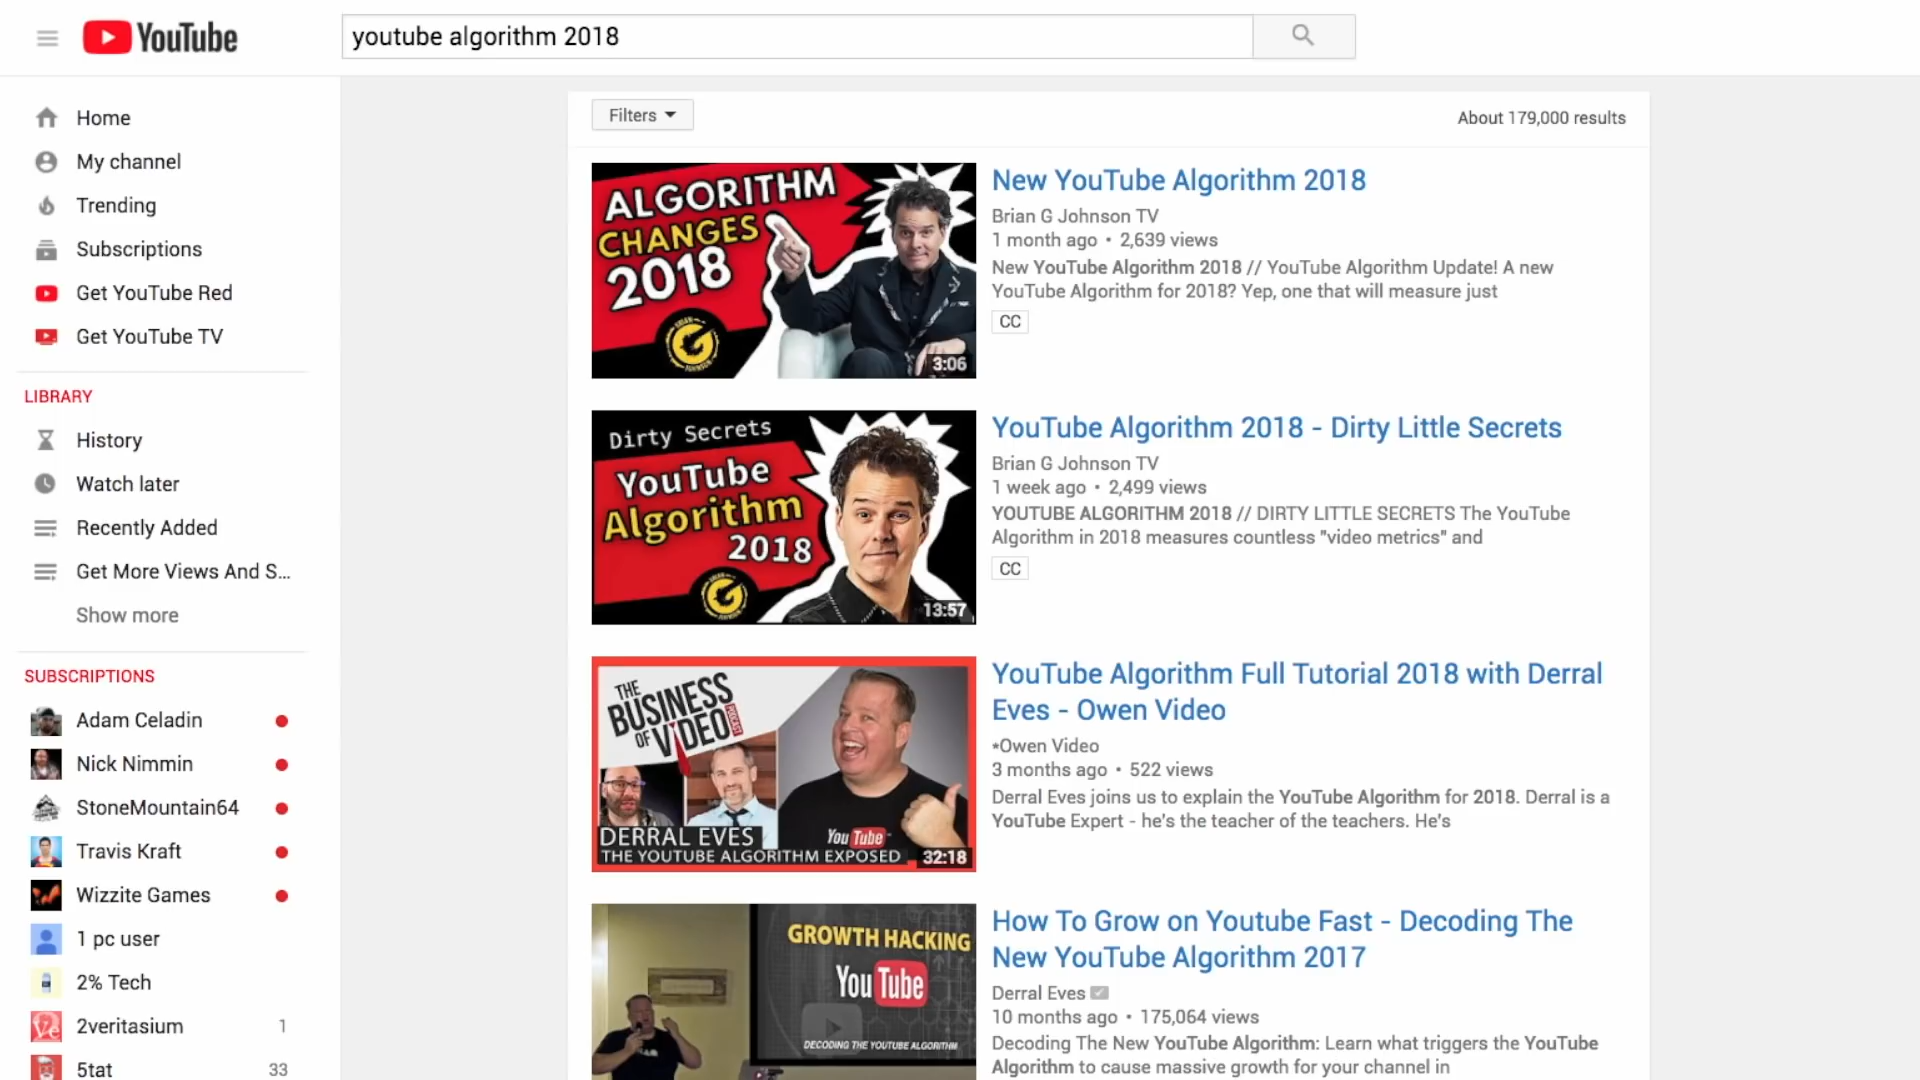 YouTube
youtube algorithm 2018
Home
My channel
Trending
Subscriptions
Get YouTube Red
Get YouTube TV
LIBRARY
History
Watch later
Recently Added
Get More Views And S...
Show more
SUBSCRIPTIONS
Adam Celadin
Nick Nimmin
StoneMountain64
Travis Kraft
Wizzite Games
1 pc user
2% Tech
2veritasium 1
5tat 33
Filters
About 179,000 results
ALGORITHM
CHANGES
2018
3:06
New YouTube Algorithm 2018
Brian G Johnson TV
1 month ago • 2,639 views
New YouTube Algorithm 2018 // YouTube Algorithm Update! A new
YouTube Algorithm for 2018? Yep, one that will measure just
CC
Dirty Secrets
YouTube
Algorithm
2018
13:57
YouTube Algorithm 2018 - Dirty Little Secrets
Brian G Johnson TV
1 week ago • 2,499 views
YOUTUBE ALGORITHM 2018 // DIRTY LITTLE SECRETS The YouTube
Algorithm in 2018 measures countless "video metrics" and
CC
THE
BUSINESS
OF VIDEO
PODCAST
DERRAL EVES
You Tube
THE YOUTUBE ALGORITHM EXPOSED
32:18
YouTube Algorithm Full Tutorial 2018 with Derral
Eves - Owen Video
*Owen Video
3 months ago • 522 views
Derral Eves joins us to explain the YouTube Algorithm for 2018. Derral is a
YouTube Expert - he's the teacher of the teachers. He's
GROWTH HACKING
You Tube
DECODING THE YOUTUBE ALGORITHM
How To Grow on Youtube Fast - Decoding The
New YouTube Algorithm 2017
Derral Eves
10 months ago • 175,064 views
Decoding The New YouTube Algorithm: Learn what triggers the YouTube
Algorithm to cause massive growth for your channel in